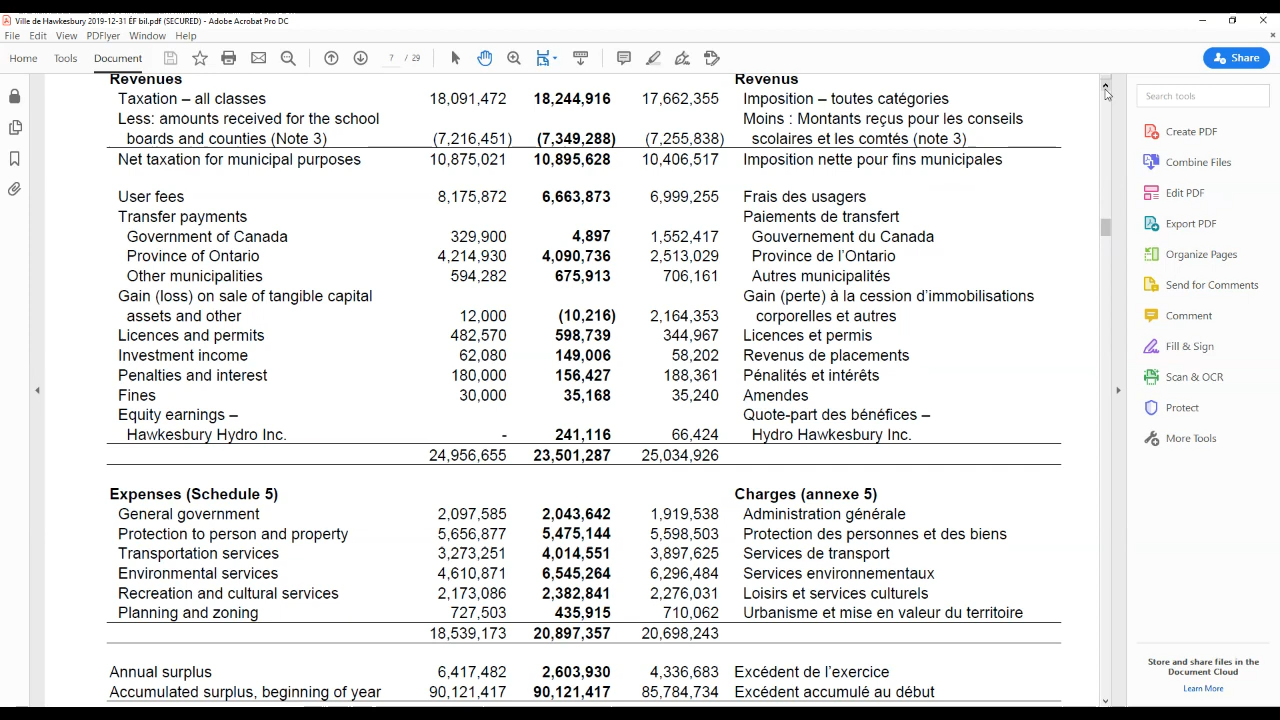 Ville de Hawkesbury 2019-12-31 ÉF bil.pdf (SECURED) - Adobe Acrobat Pro DC
File Edit View PDFlyer Window Help
Home Tools Document 7 / 29 Share
Revenues Revenus
Taxation – all classes 18,091,472 18,244,916 17,662,355 Imposition – toutes catégories
Less: amounts received for the school Moins : Montants reçus pour les conseils
boards and counties (Note 3) (7,216,451) (7,349,288) (7,255,838) scolaires et les comtés (note 3)
Net taxation for municipal purposes 10,875,021 10,895,628 10,406,517 Imposition nette pour fins municipales
User fees 8,175,872 6,663,873 6,999,255 Frais des usagers
Transfer payments Paiements de transfert
Government of Canada 329,900 4,897 1,552,417 Gouvernement du Canada
Province of Ontario 4,214,930 4,090,736 2,513,029 Province de l'Ontario
Other municipalities 594,282 675,913 706,161 Autres municipalités
Gain (loss) on sale of tangible capital Gain (perte) à la cession d'immobilisations
assets and other 12,000 (10,216) 2,164,353 corporelles et autres
Licences and permits 482,570 598,739 344,967 Licences et permis
Investment income 62,080 149,006 58,202 Revenus de placements
Penalties and interest 180,000 156,427 188,361 Pénalités et intérêts
Fines 30,000 35,168 35,240 Amendes
Equity earnings – Quote-part des bénéfices –
Hawkesbury Hydro Inc. - 241,116 66,424 Hydro Hawkesbury Inc.
24,956,655 23,501,287 25,034,926
Expenses (Schedule 5) Charges (annexe 5)
General government 2,097,585 2,043,642 1,919,538 Administration générale
Protection to person and property 5,656,877 5,475,144 5,598,503 Protection des personnes et des biens
Transportation services 3,273,251 4,014,551 3,897,625 Services de transport
Environmental services 4,610,871 6,545,264 6,296,484 Services environnementaux
Recreation and cultural services 2,173,086 2,382,841 2,276,031 Loisirs et services culturels
Planning and zoning 727,503 435,915 710,062 Urbanisme et mise en valeur du territoire
18,539,173 20,897,357 20,698,243
Annual surplus 6,417,482 2,603,930 4,336,683 Excédent de l'exercice
Accumulated surplus, beginning of year 90,121,417 90,121,417 85,784,734 Excédent accumulé au début
Search tools
Create PDF
Combine Files
Edit PDF
Export PDF
Organize Pages
Send for Comments
Comment
Fill & Sign
Scan & OCR
Protect
More Tools
Store and share files in the
Document Cloud
Learn More